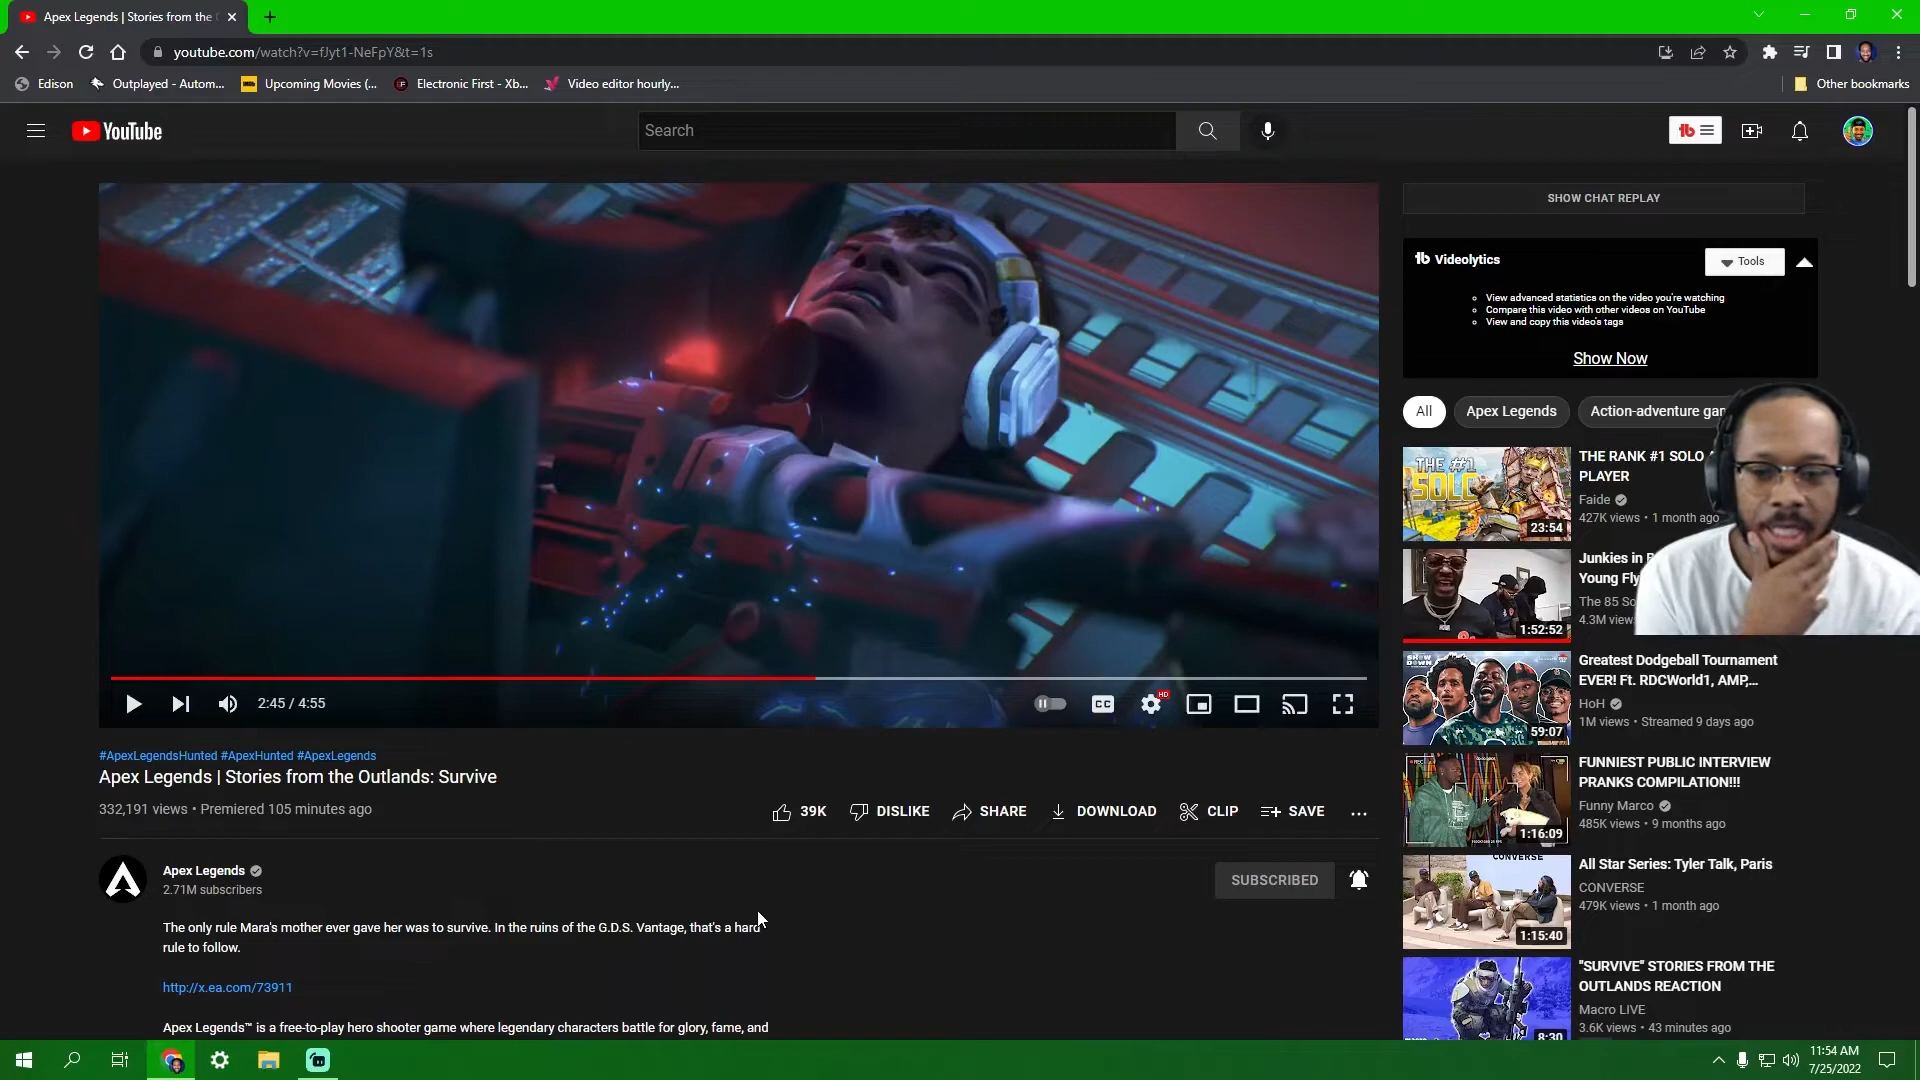 Apex Legends | Stories from the
youtube.com/watch?v=fJyt1-NeFpY&t=1s
Edison
Outplayed - Autom...
Upcoming Movies (...
Electronic First - Xb...
Video editor hourly...
Other bookmarks
YouTube
Search
SHOW CHAT REPLAY
Videolytics
Tools
View advanced statistics on the video you're watching
Compare this video with other videos on YouTube
View and copy this video's tags
Show Now
All
Apex Legends
Action-adventure gam
THE #1
SOLO
23:54
THE RANK #1 SOLO
PLAYER
Faide
427K views • 1 month ago
1:52:52
Junkies in
Young Fly
The 85 So
4.3M view
SHOW
DOWN
59:07
Greatest Dodgeball Tournament
EVER! Ft. RDCWorld1, AMP,...
HoH
1M views • Streamed 9 days ago
1:16:09
FUNNIEST PUBLIC INTERVIEW
PRANKS COMPILATION!!!
Funny Marco
485K views • 9 months ago
CONVERSE
1:15:40
All Star Series: Tyler Talk, Paris
CONVERSE
479K views • 1 month ago
8:30
"SURVIVE" STORIES FROM THE
OUTLANDS REACTION
Macro LIVE
3.6K views • 43 minutes ago
2:45 / 4:55
CC
HD
#ApexLegendsHunted #ApexHunted #ApexLegends
Apex Legends | Stories from the Outlands: Survive
332,191 views • Premiered 105 minutes ago
39K
DISLIKE
SHARE
DOWNLOAD
CLIP
SAVE
Apex Legends
2.71M subscribers
SUBSCRIBED
The only rule Mara's mother ever gave her was to survive. In the ruins of the G.D.S. Vantage, that's a hard
rule to follow.
http://x.ea.com/73911
Apex Legends™ is a free-to-play hero shooter game where legendary characters battle for glory, fame, and
11:54 AM
7/25/2022